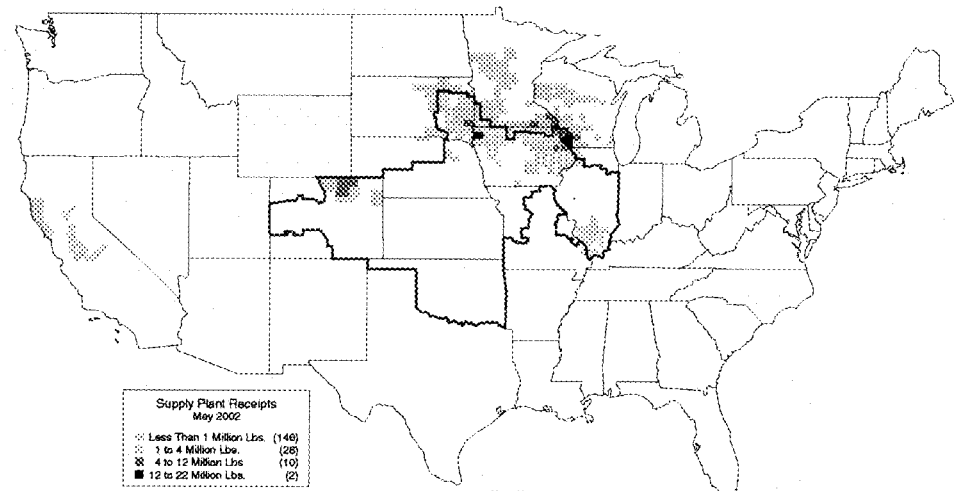 Supply Plant Receipts
May 2002
Less Than 1 Million Lbs. (146)
1 to 4 Million Lbs. (26)
4 to 12 Million Lbs (10)
12 to 22 Million Lbs. (2)